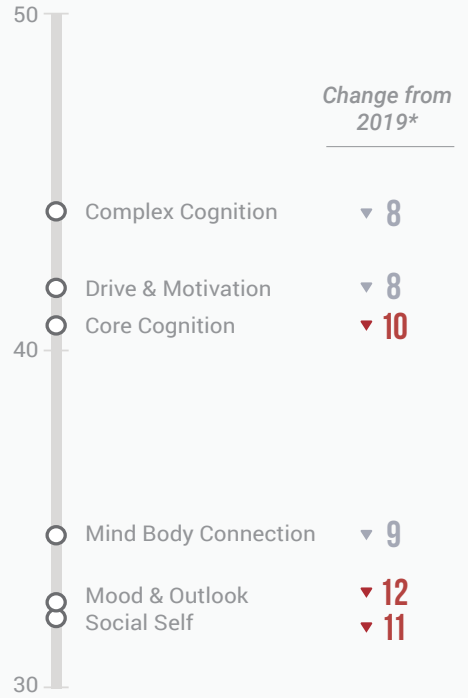 50
Change from
2019*
Complex Cognition ▼ 8
Drive & Motivation ▼ 8
Core Cognition ▼ 10
40
Mind Body Connection ▼ 9
Mood & Outlook ▼ 12
Social Self ▼ 11
30